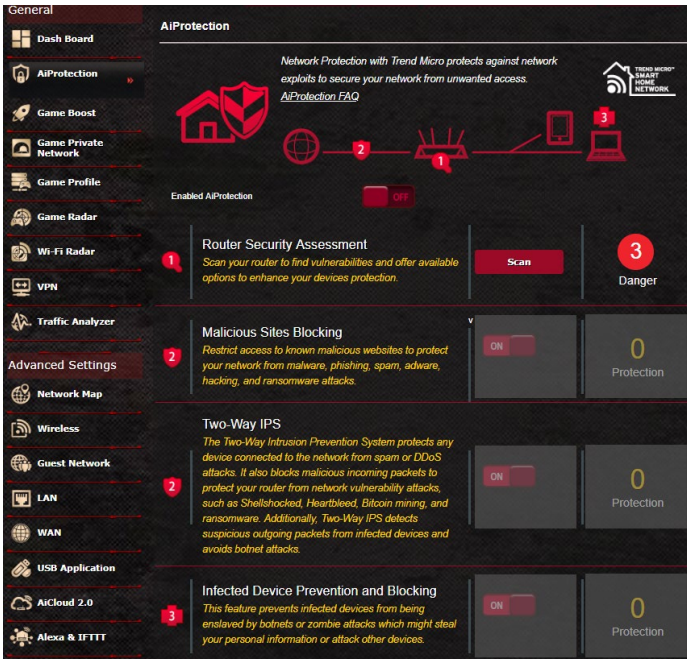 General
Dash Board
AiProtection
Game Boost
Game Private
Network
Game Profile
Game Radar
Wi-Fi Radar
VPN
Traffic Analyzer
Advanced Settings
Network Map
Wireless
Guest Network
LAN
WAN
USB Application
AiCloud 2.0
Alexa & IFTTT
AiProtection
Network Protection with Trend Micro protects against network
exploits to secure your network from unwanted access.
AiProtection FAQ
TREND MICRO™
SMART
HOME
NETWORK
2
1
3
Enabled AiProtection
OFF
1
Router Security Assessment
Scan your router to find vulnerabilities and offer available
options to enhance your devices protection.
Scan
3
Danger
2
Malicious Sites Blocking
Restrict access to known malicious websites to protect
your network from malware, phishing, spam, adware,
hacking, and ransomware attacks.
v
ON
0
Protection
2
Two-Way IPS
The Two-Way Intrusion Prevention System protects any
device connected to the network from spam or DDoS
attacks. It also blocks malicious incoming packets to
protect your router from network vulnerability attacks,
such as Shellshocked, Heartbleed, Bitcoin mining, and
ransomware. Additionally, Two-Way IPS detects
suspicious outgoing packets from infected devices and
avoids botnet attacks.
ON
0
Protection
3
Infected Device Prevention and Blocking
This feature prevents infected devices from being
enslaved by botnets or zombie attacks which might steal
your personal information or attack other devices.
ON
0
Protection